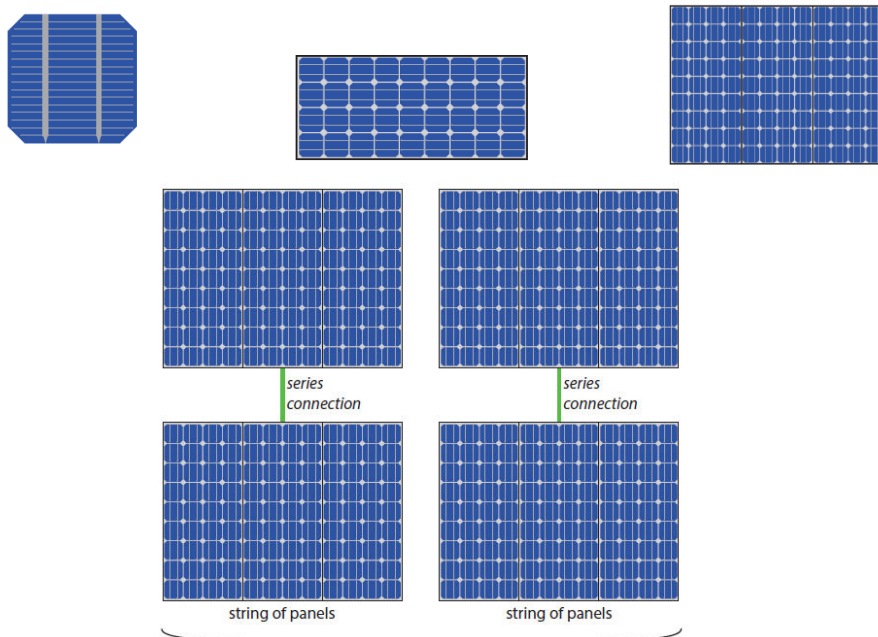 series
connection
series
connection
string of panels
string of panels